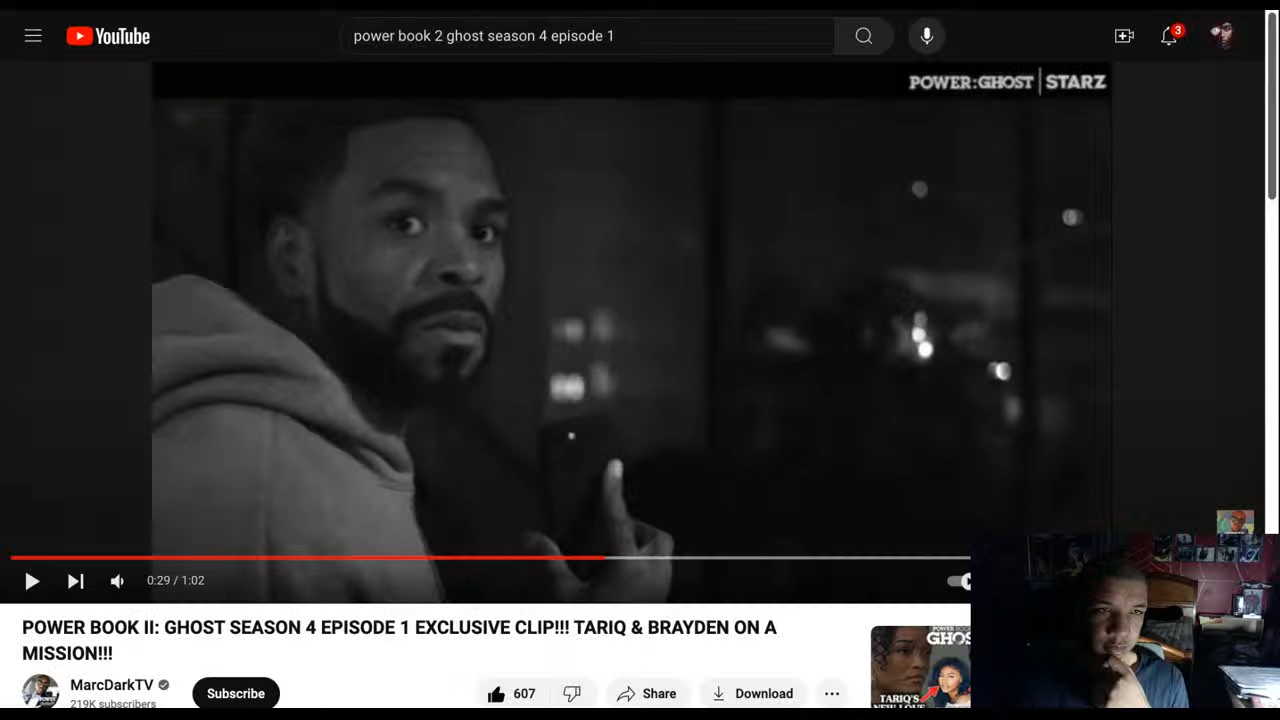 YouTube
power book 2 ghost season 4 episode 1
3
POWER:GHOST | STARZ
0:29 / 1:02
POWER BOOK II: GHOST SEASON 4 EPISODE 1 EXCLUSIVE CLIP!!! TARIQ & BRAYDEN ON A
MISSION!!!
MarcDarkTV
219K subscribers
Subscribe
607
Share
Download
GHOS
TARIQ'S